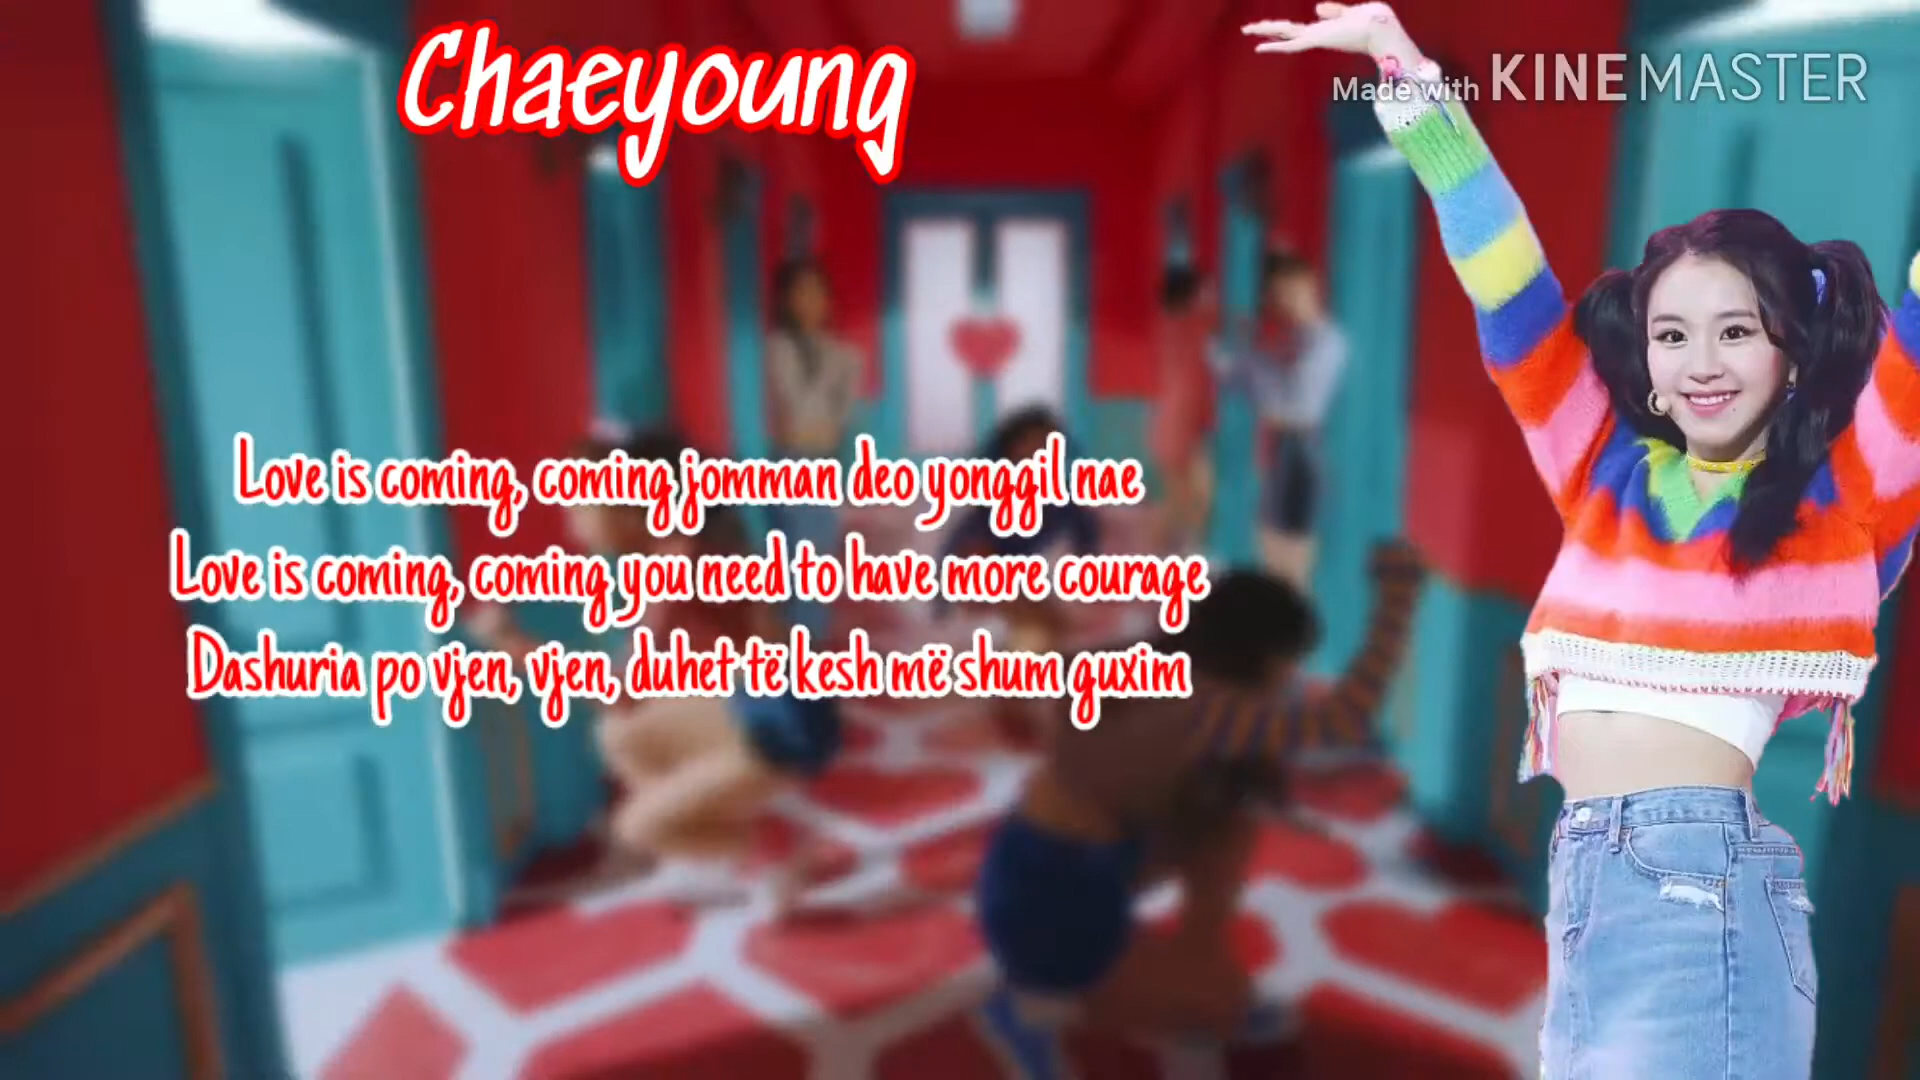 Chaeyoung
Made with KINEMASTER
Love is coming, coming jomman deo yonggil nae
Love is coming, coming you need to have more courage
Dashuria po vjen, vjen, duhet të kesh më shum guxim